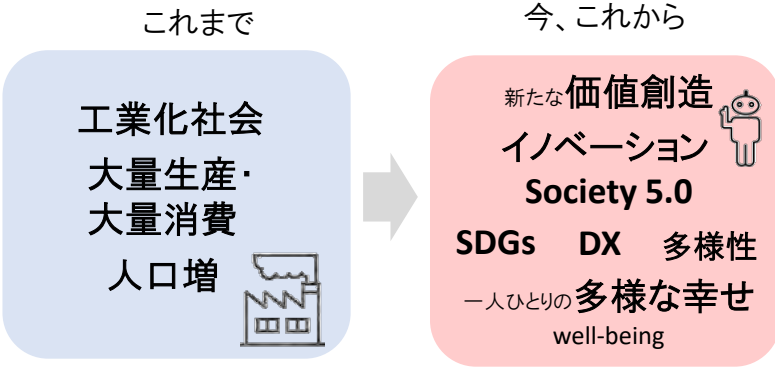 これまで
工業化社会
大量生産・
大量消費
人口増
今、これから
新たな価値創造
イノベーション
Society 5.0
SDGs DX 多様性
一人ひとりの多様な幸せ
well-being